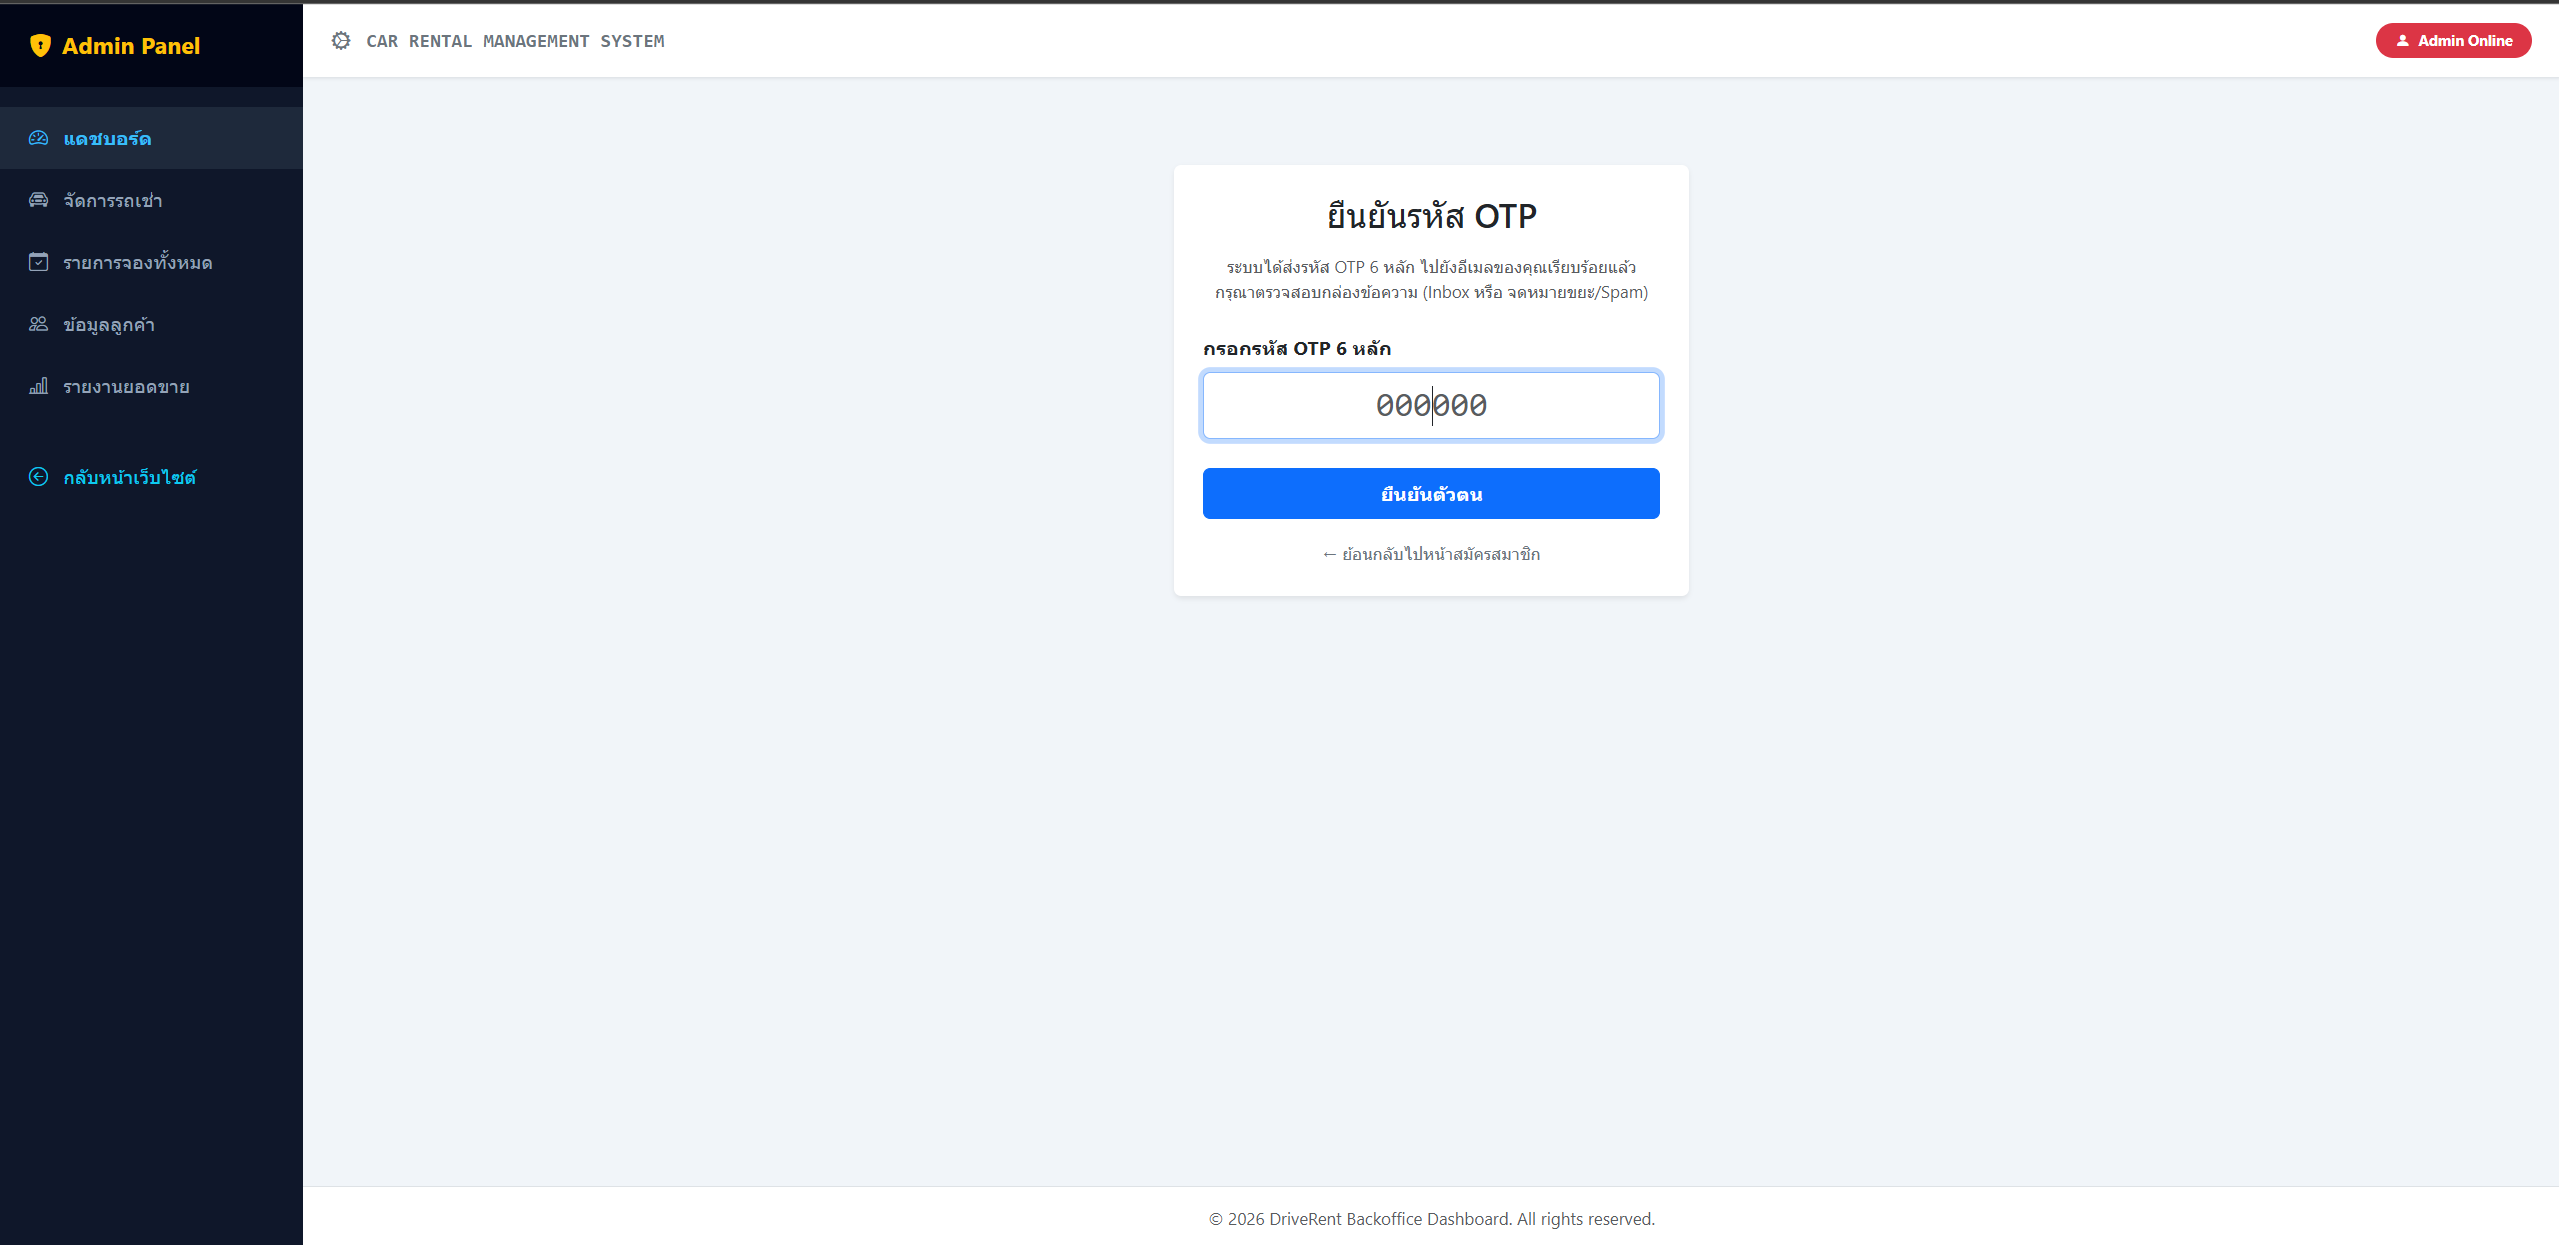 Admin Panel
CAR RENTAL MANAGEMENT SYSTEM
Admin Online
แดชบอร์ด
จัดการรถเช่า
รายการจองทั้งหมด
ข้อมูลลูกค้า
รายงานยอดขาย
กลับหน้าเว็บไซต์
ยืนยันรหัส OTP
ระบบได้ส่งรหัส OTP 6 หลัก ไปยังอีเมลของคุณเรียบร้อยแล้ว
กรุณาตรวจสอบกล่องข้อความ (Inbox หรือ จดหมายขยะ/Spam)
กรอกรหัส OTP 6 หลัก
000000
ยืนยันตัวตน
← ย้อนกลับไปหน้าสมัครสมาชิก
© 2026 DriveRent Backoffice Dashboard. All rights reserved.